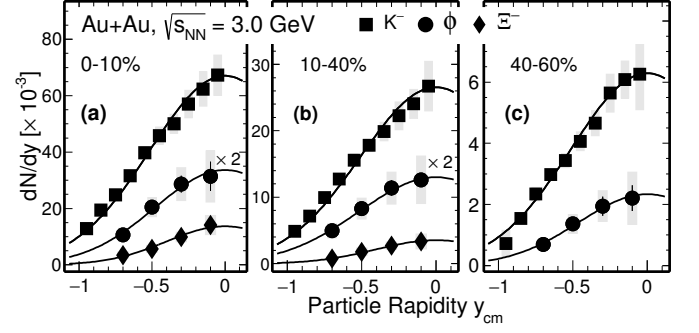 Au+Au, √sNN = 3.0 GeV ■ K⁻ ● ϕ ◆ Ξ⁻
0-10% 10-40% 40-60%
(a) (b) (c)
× 2 × 2
dN/dy [× 10⁻³]
80
60
40
20
0
30
20
10
0
6
4
2
0
−1 −0.5 0 −1 −0.5 0 −1 −0.5 0
Particle Rapidity ycm